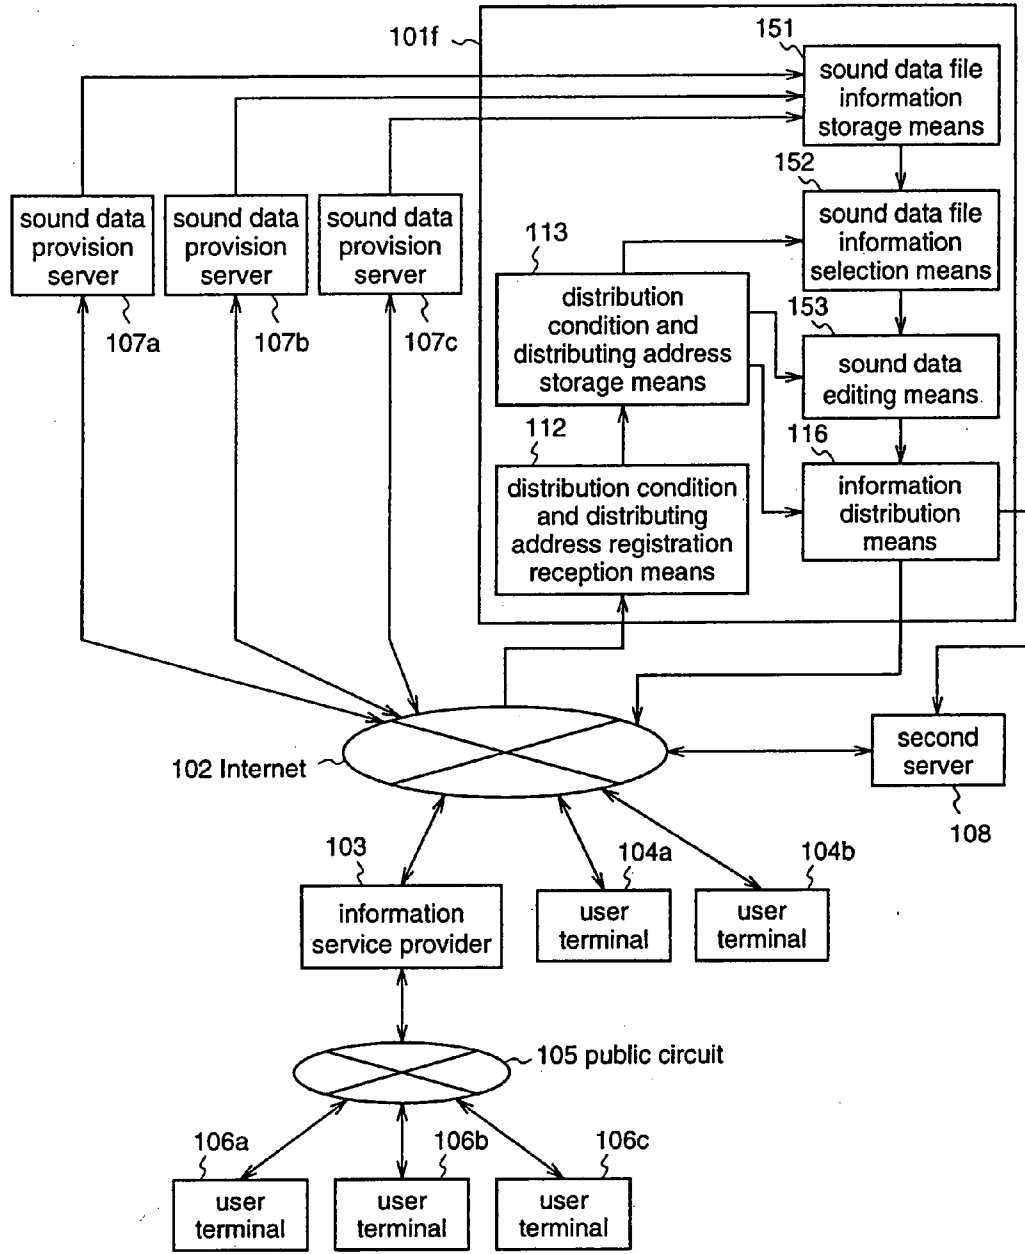 101f
151
sound data file
information
storage means
152
sound data file
information
selection means
sound data
provision
server
107a
sound data
provision
server
107b
sound data
provision
server
107c
113
distribution
condition and
distributing address
storage means
153
sound data
editing means
112
distribution condition
and distributing
address registration
reception means
116
information
distribution
means
102 Internet
second
server
108
103
information
service provider
104a
user
terminal
104b
user
terminal
105 public circuit
106a
user
terminal
106b
user
terminal
106c
user
terminal